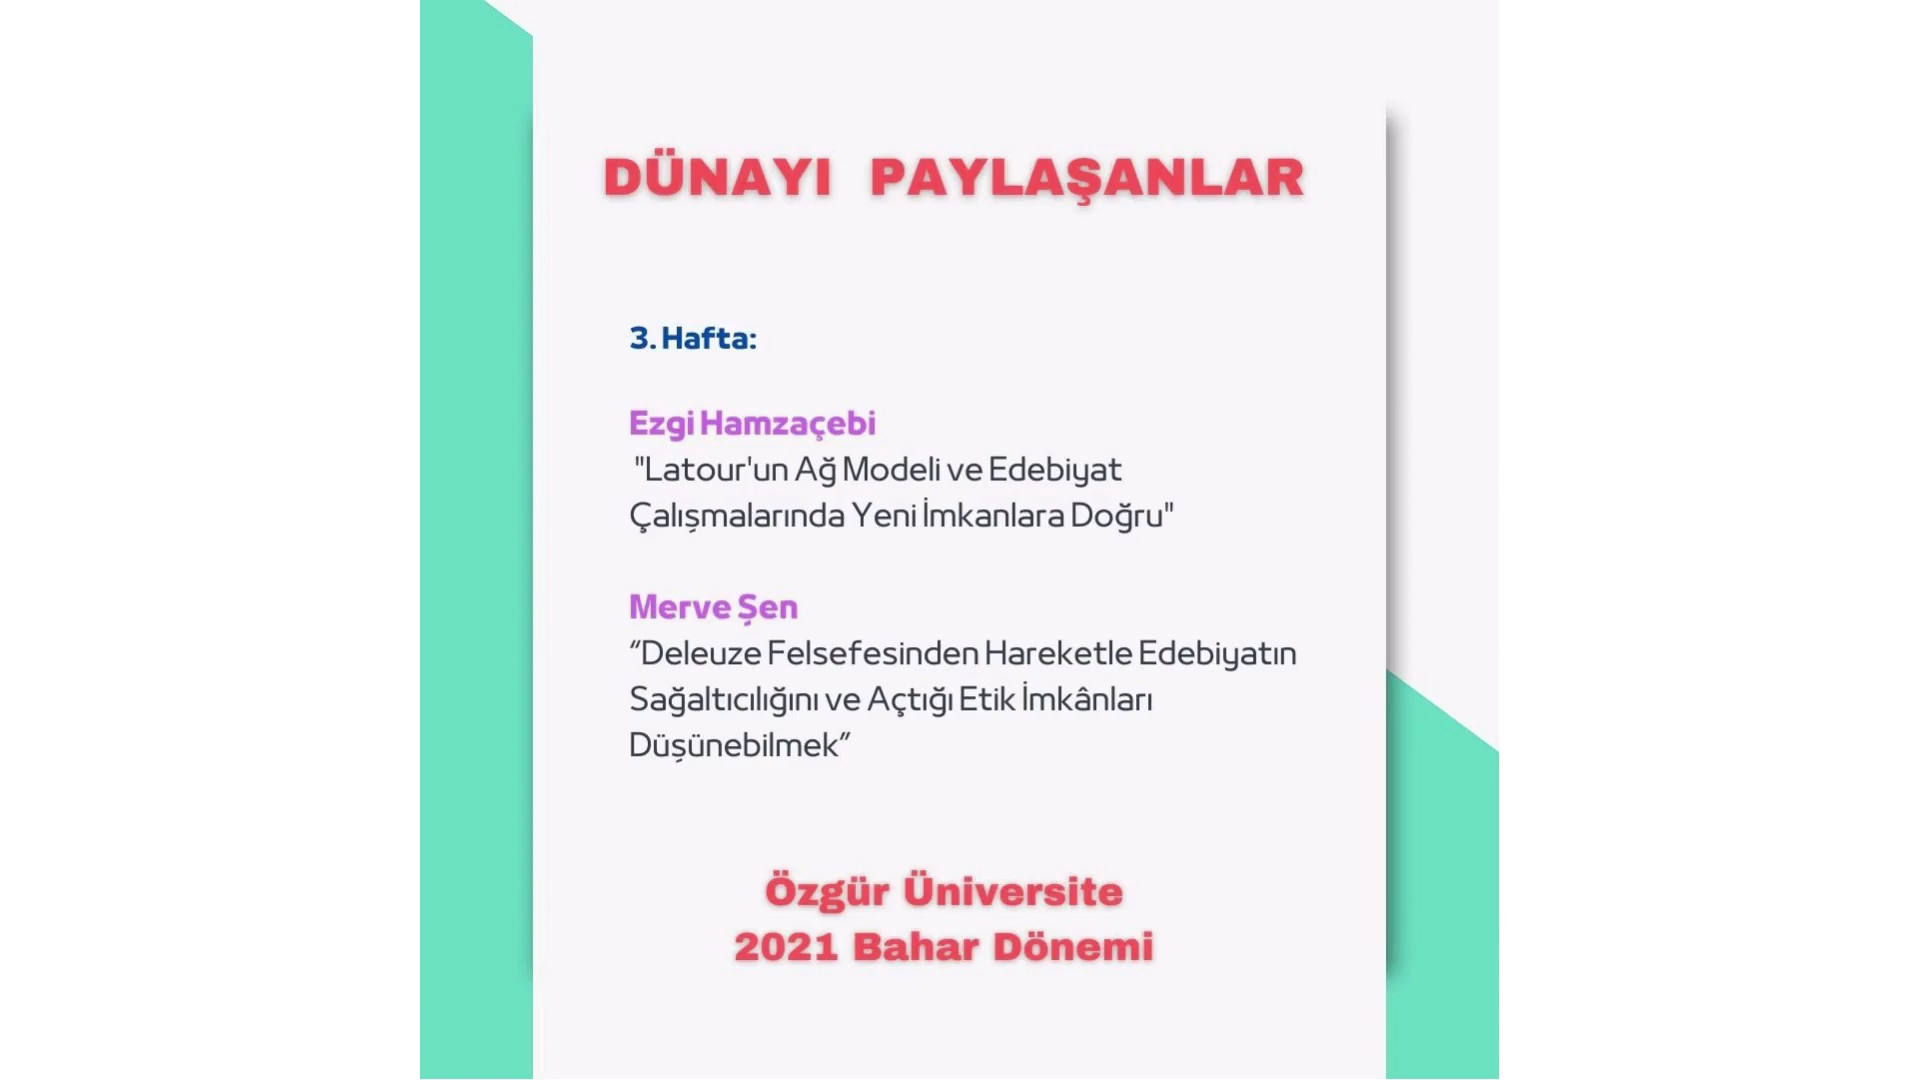 DÜNAYI PAYLAŞANLAR
3. Hafta:
Ezgi Hamzaçebi
"Latour'un Ağ Modeli ve Edebiyat
Çalışmalarında Yeni İmkanlara Doğru"
Merve Şen
“Deleuze Felsefesinden Hareketle Edebiyatın
Sağaltıcılığını ve Açtığı Etik İmkânları
Düşünebilmek”
Özgür Üniversite
2021 Bahar Dönemi